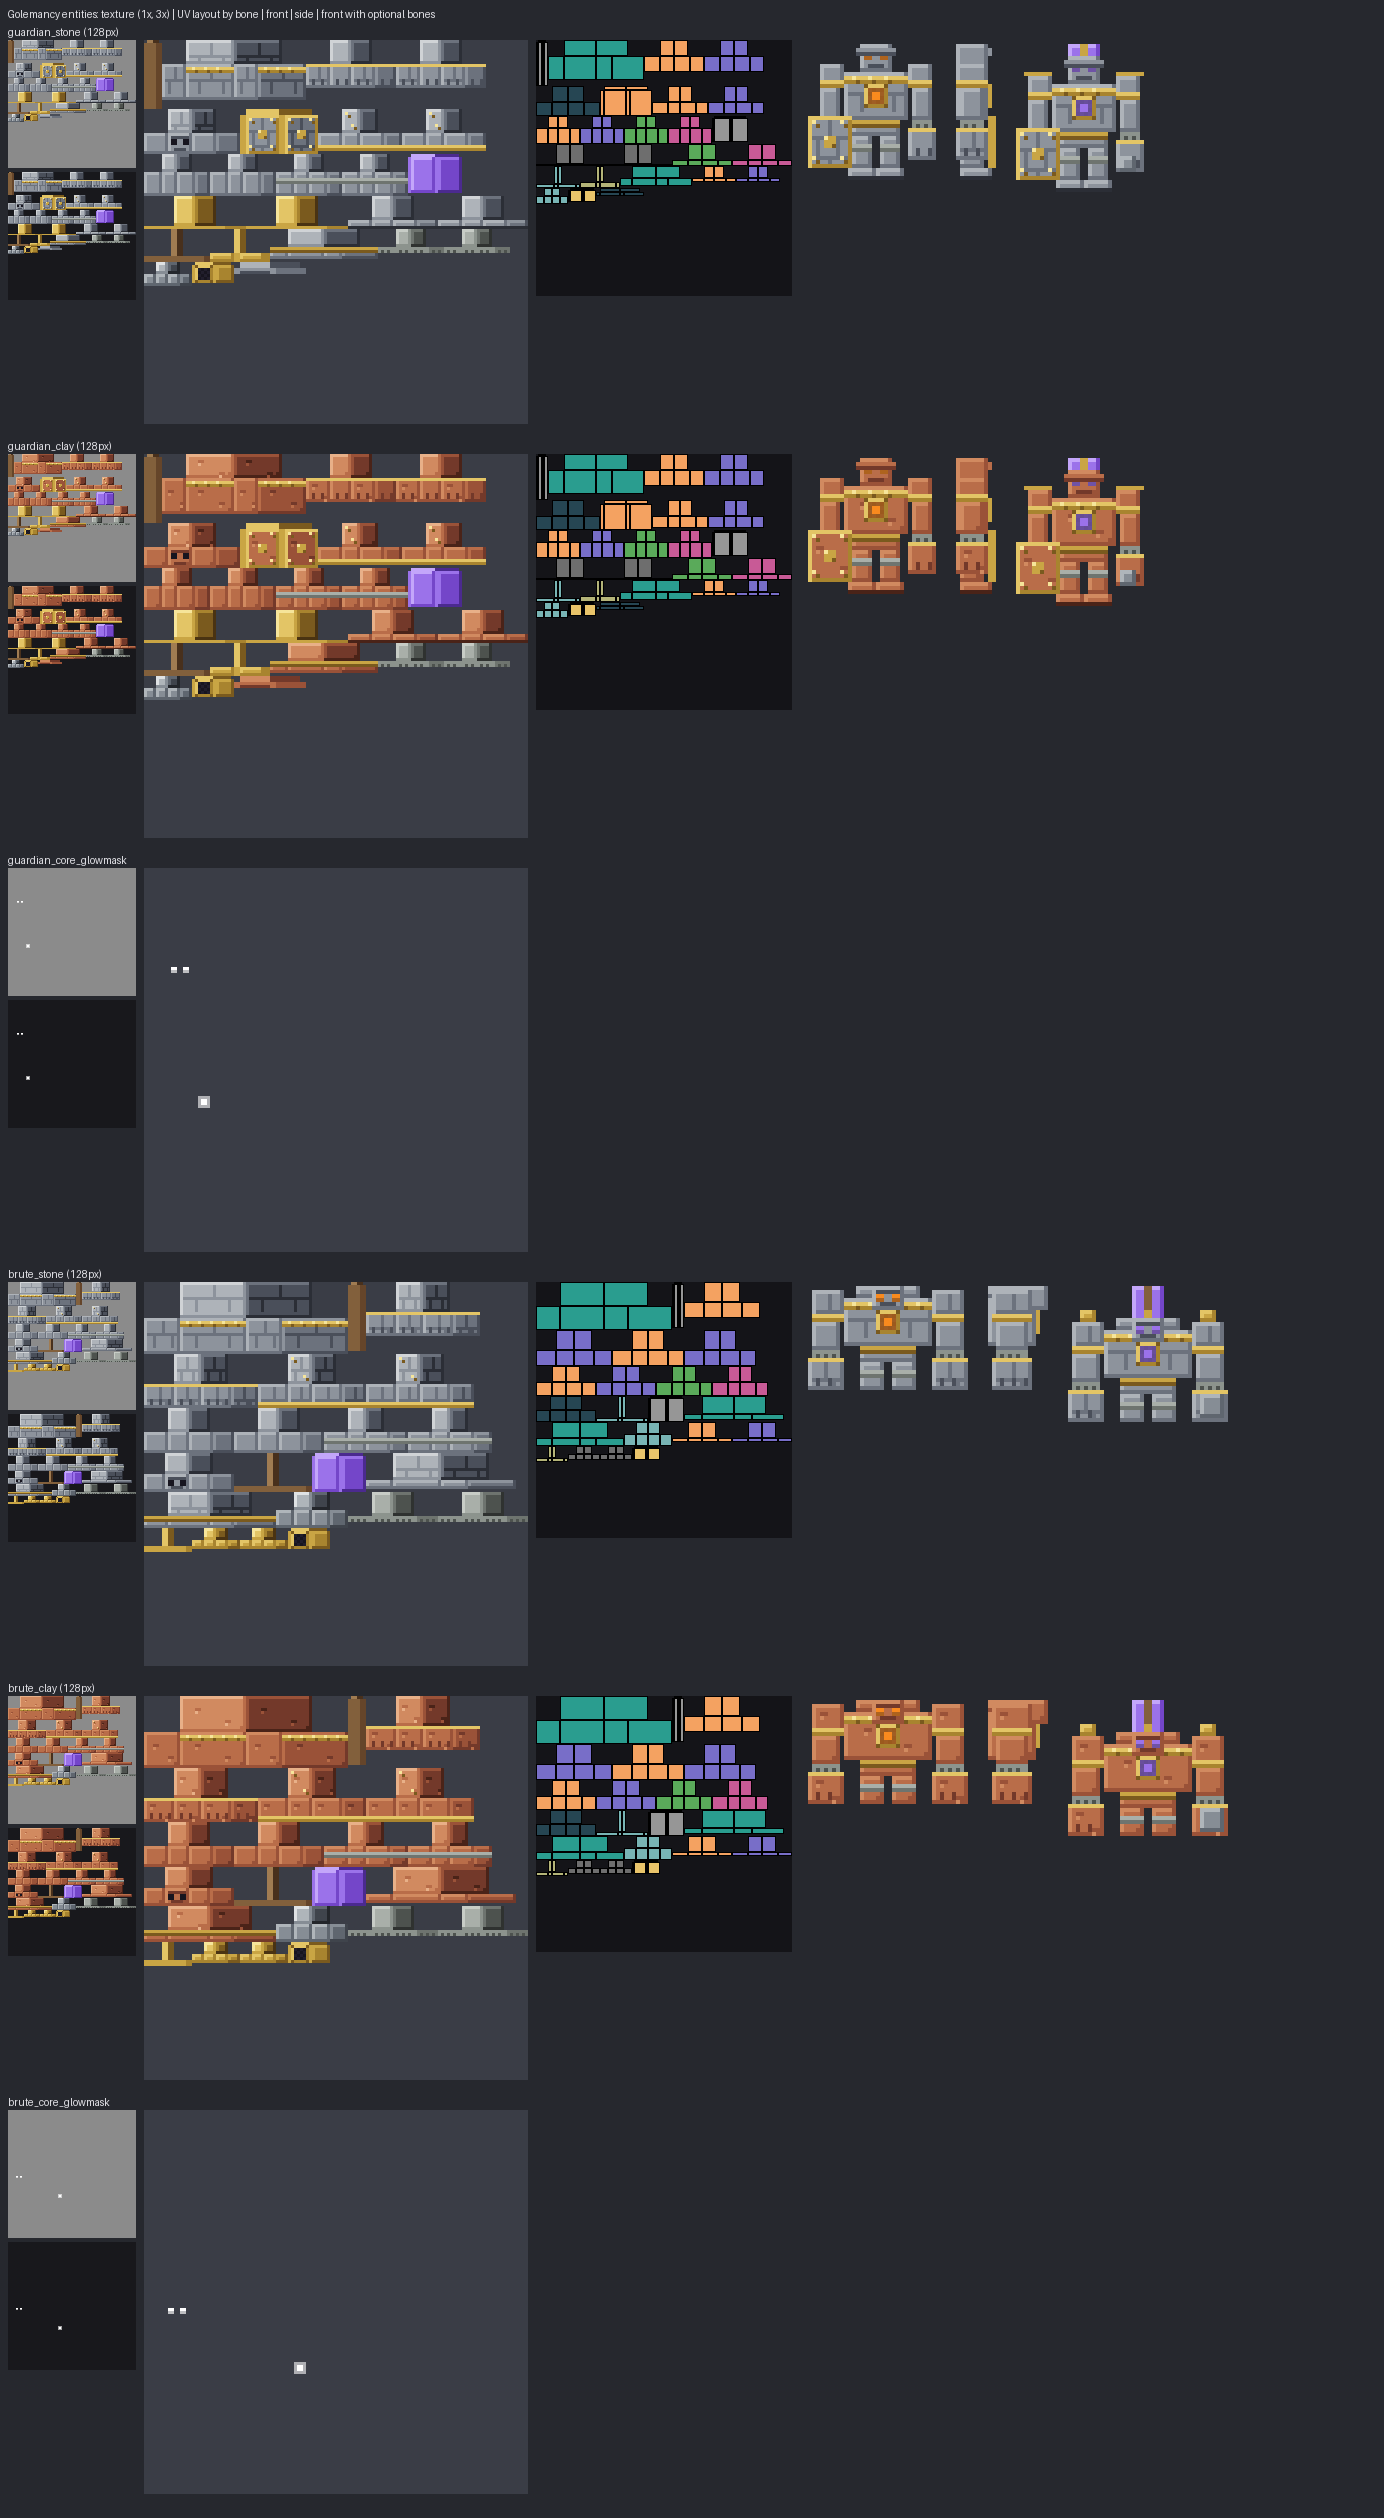 Golemancy entities: texture (1x, 3x) | UV layout by bone | front | side | front with optional bones
guardian_stone (128px)
guardian_clay (128px)
guardian_core_glowmask
brute_stone (128px)
brute_clay (128px)
brute_core_glowmask